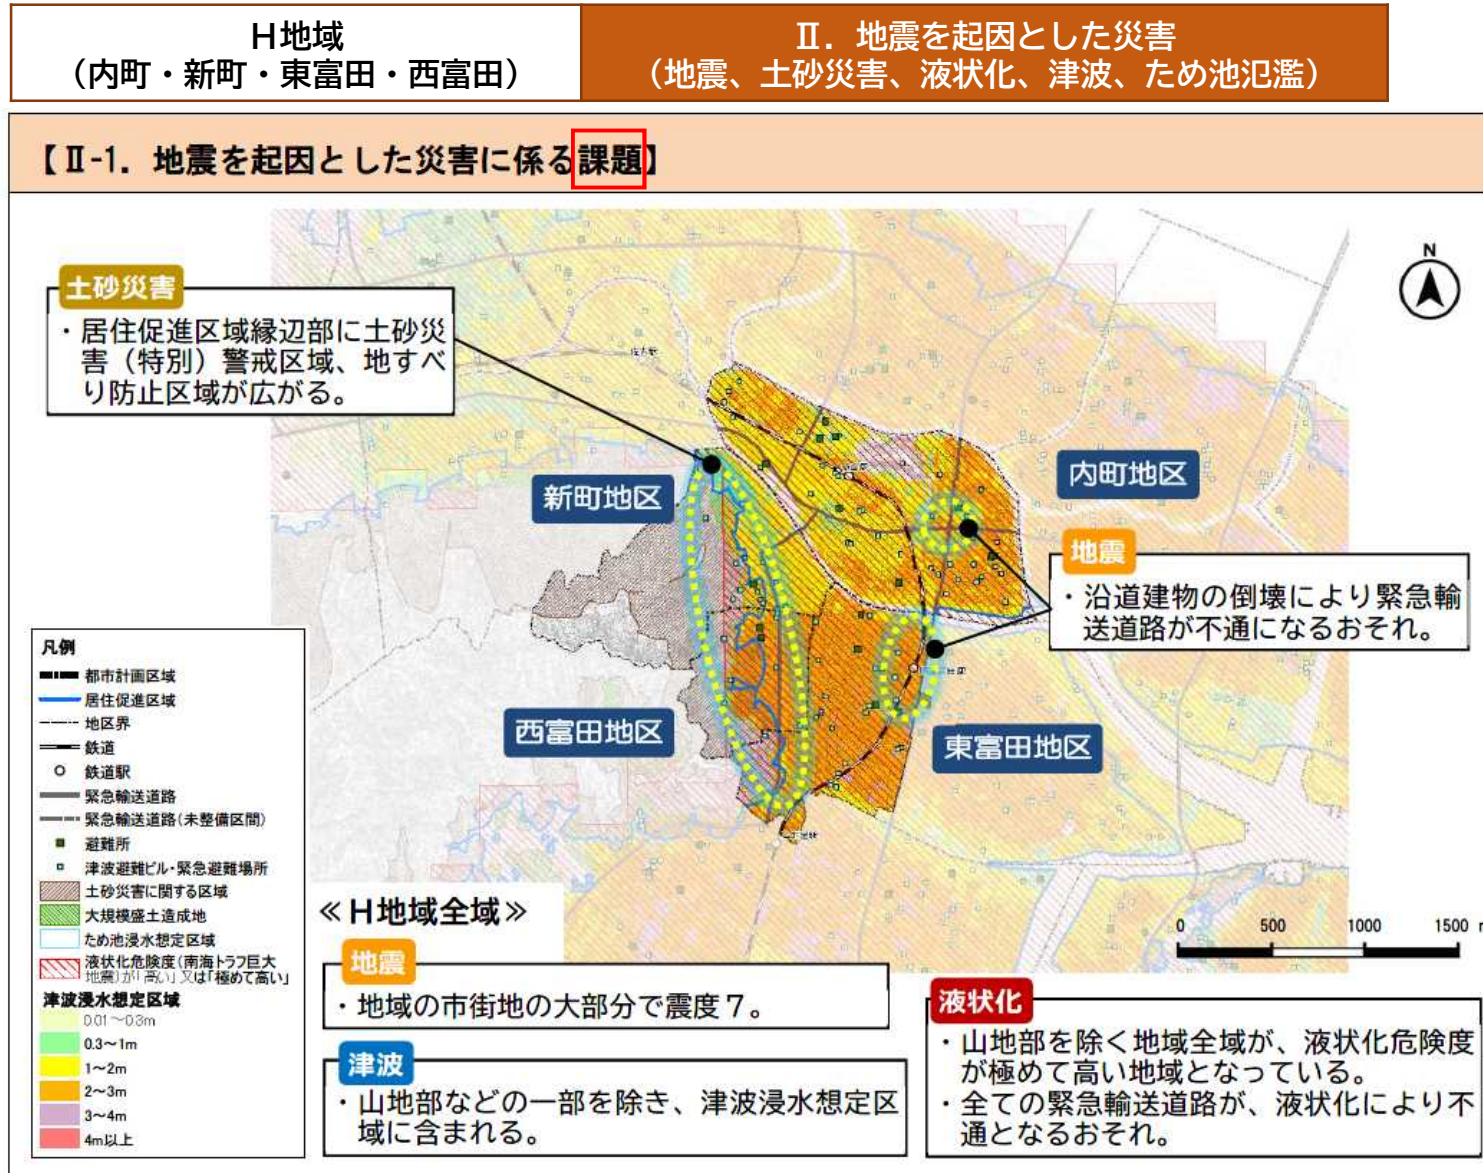 H地域
(内町・新町・東富田・西富田)
Ⅱ．地震を起因とした災害
(地震、土砂災害、液状化、津波、ため池氾濫)
【Ⅱ-1．地震を起因とした災害に係る課題】
土砂災害
・居住促進区域縁辺部に土砂災
害（特別）警戒区域、地すべ
り防止区域が広がる。
N
新町地区
内町地区
地震
・沿道建物の倒壊により緊急輸
送道路が不通になるおそれ。
西富田地区
東富田地区
凡例
都市計画区域
居住促進区域
地区界
鉄道
鉄道駅
緊急輸送道路
緊急輸送道路(未整備区間)
避難所
津波避難ビル・緊急避難場所
土砂災害に関する区域
大規模盛土造成地
ため池浸水想定区域
液状化危険度(南海トラフ巨大
地震)が「高い」又は「極めて高い」
津波浸水想定区域
0.01～0.3m
0.3～1m
1～2m
2～3m
3～4m
4m以上
0 500 1000 1500
≪H地域全域≫
地震
・地域の市街地の大部分で震度７。
津波
・山地部などの一部を除き、津波浸水想定区
域に含まれる。
液状化
・山地部を除く地域全域が、液状化危険度
が極めて高い地域となっている。
・全ての緊急輸送道路が、液状化により不
通となるおそれ。